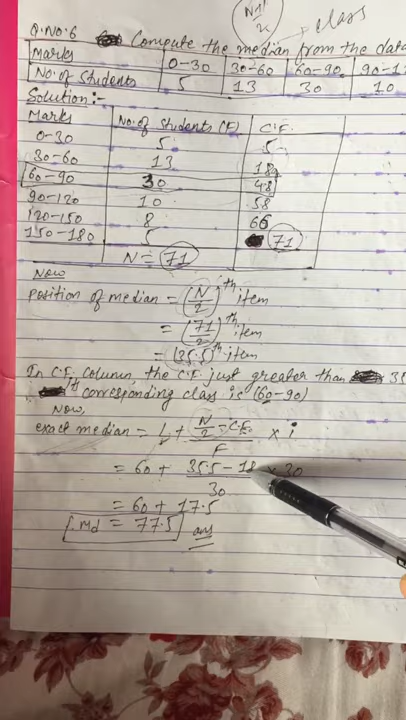 (N+1/2 class
Q.No.6 Compute the median from the data
Marks 0-30 30-60 60-90 90-1
No. of Students 5 13 30 10
Solution:-
Marks No. of Students (F) C.F.
0-30 5 5
30-60 13 18
60-90 30 48
90-120 10 58
120-150 8 66
150-180 5 71
N = 71
Now
position of median = (N/2)th item
= (71/2)th item
= (35.5)th item
In C.F. column, the C.F. just greater than 35
corresponding class is (60-90)
Now,
exact median = L + N/2 - C.F. / F × i
= 60 + 35.5 - 18 / 30 × 30
= 60 + 17.5
∴ Md = 77.5 ans